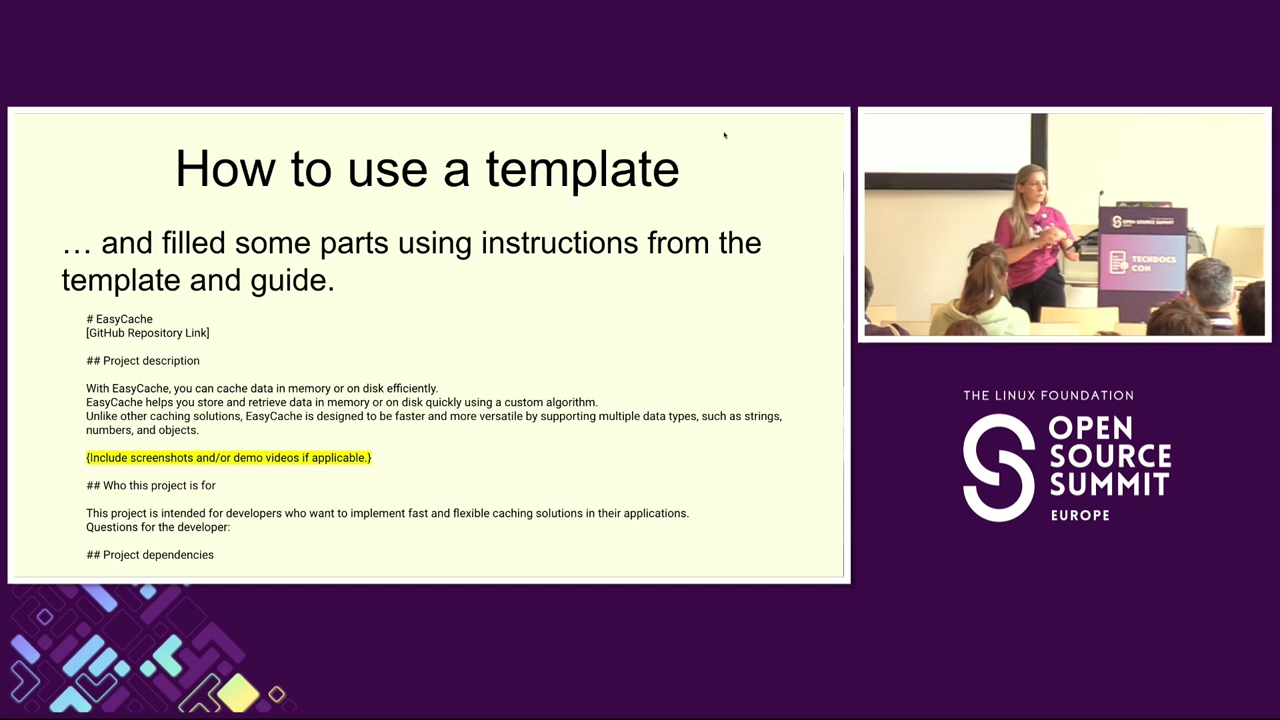 How to use a template
… and filled some parts using instructions from the
template and guide.
# EasyCache
[GitHub Repository Link]
## Project description
With EasyCache, you can cache data in memory or on disk efficiently.
EasyCache helps you store and retrieve data in memory or on disk quickly using a custom algorithm.
Unlike other caching solutions, EasyCache is designed to be faster and more versatile by supporting multiple data types, such as strings,
numbers, and objects.
{Include screenshots and/or demo videos if applicable.}
## Who this project is for
This project is intended for developers who want to implement fast and flexible caching solutions in their applications.
Questions for the developer:
## Project dependencies
OPEN SOURCE SUMMIT
TECHDOCS
CON
THE LINUX FOUNDATION
OPEN
SOURCE
SUMMIT
EUROPE